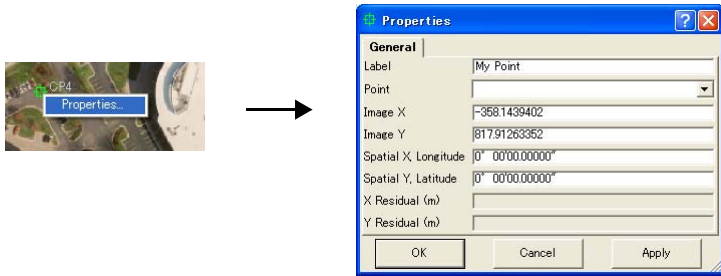 CP4
Properties...
Properties
General
Label My Point
Point
Image X -358.1439402
Image Y 817.91263352
Spatial X, Longitude 0° 00'00.00000"
Spatial Y, Latitude 0° 00'00.00000"
X Residual (m)
Y Residual (m)
OK Cancel Apply